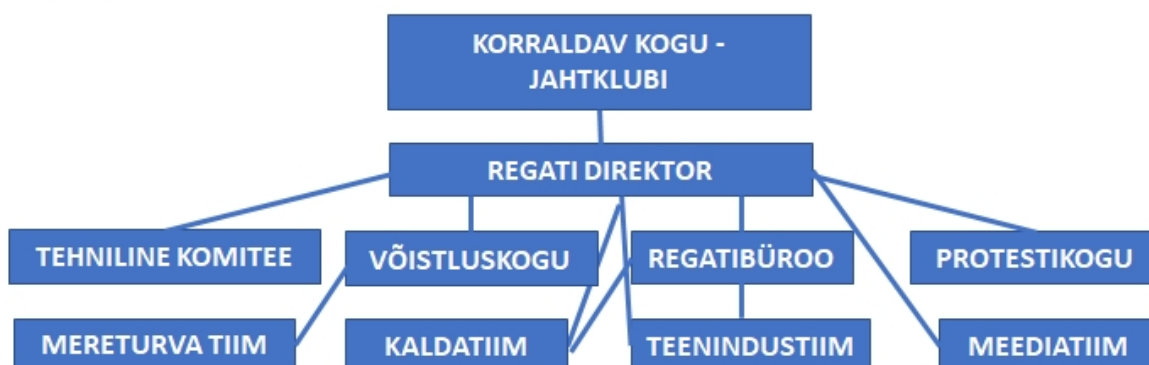 KORRALDAV KOGU -
JAHTKLUBI
REGATI DIREKTOR
TEHNILINE KOMITEE
VÕISTLUSKOGU
REGATIBÜROO
PROTESTIKOGU
MERETURVA TIIM
KALDATIIM
TEENINDUSTIIM
MEEDIATIIM